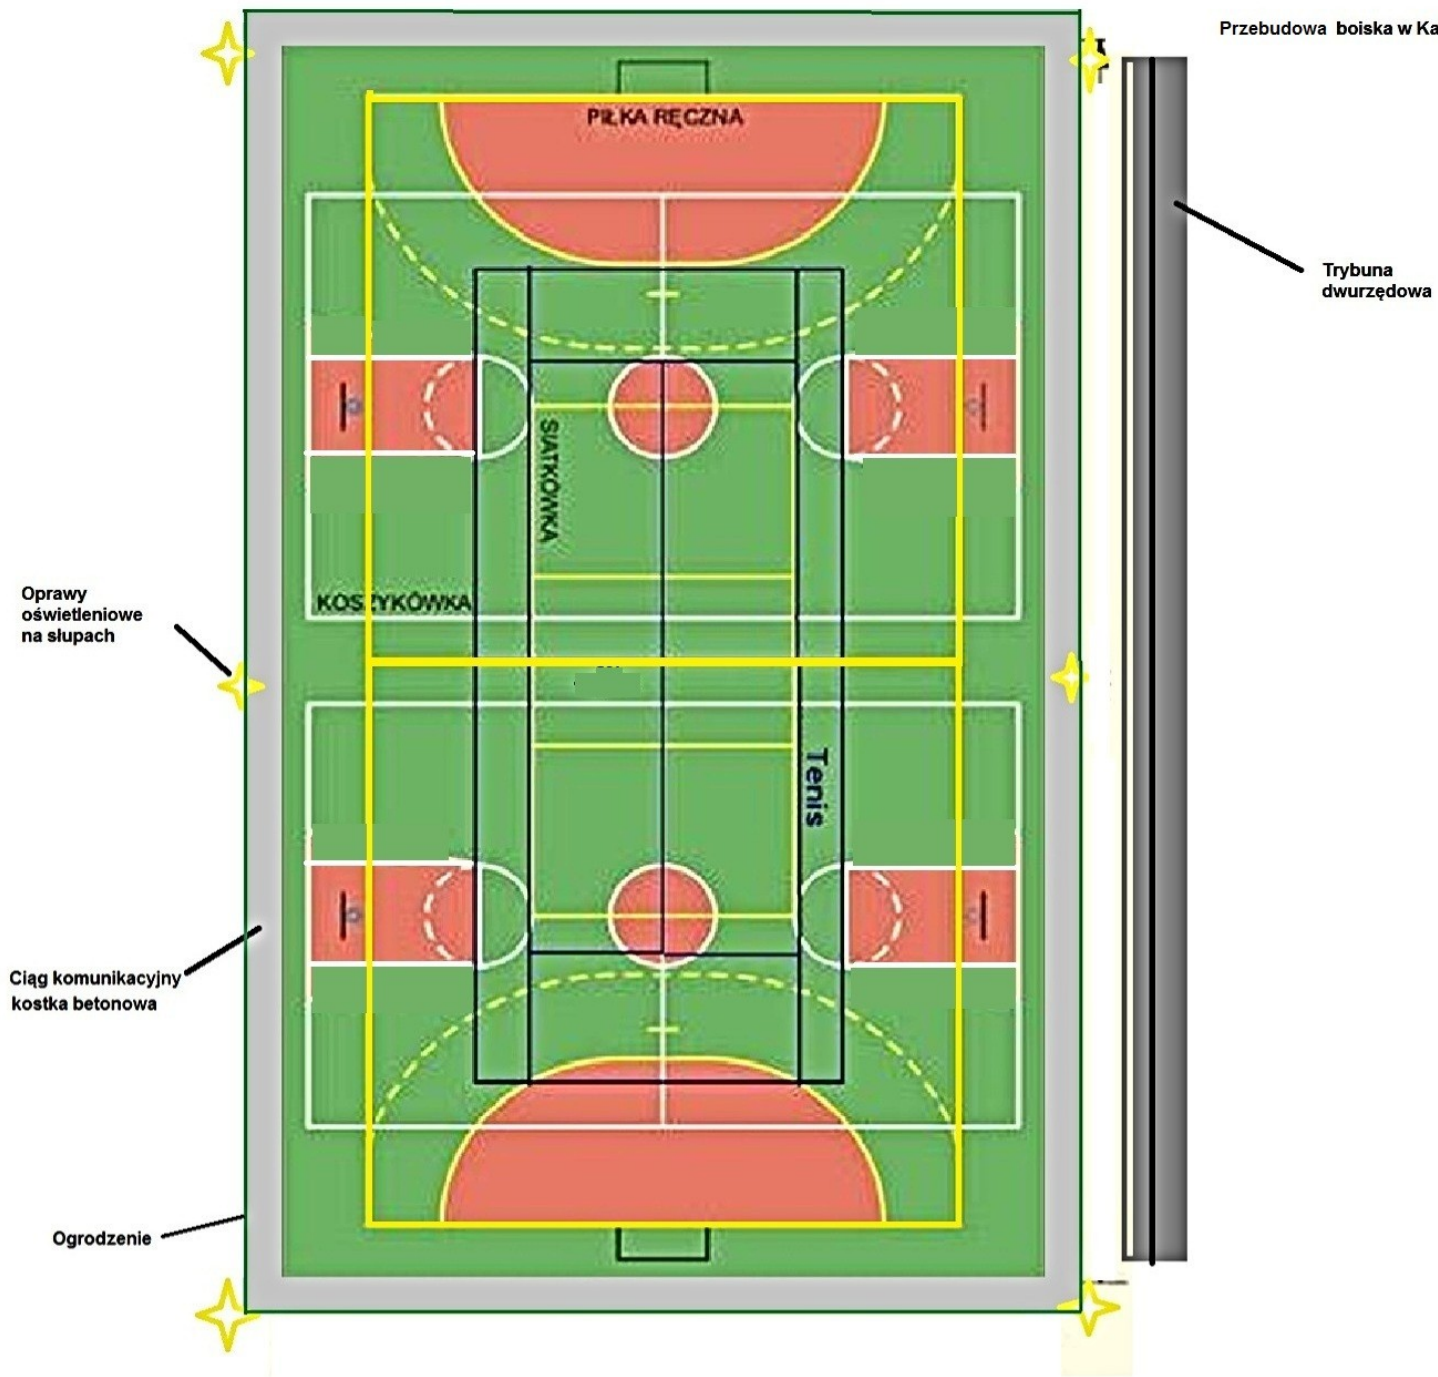 Przebudowa boiska w Ka
PIŁKA RĘCZNA
Trybuna
dwurzędowa
SIATKÓWKA
KOSZYKÓWKA
Oprawy
oświetleniowe
na słupach
Tenis
Ciąg komunikacyjny
kostka betonowa
Ogrodzenie